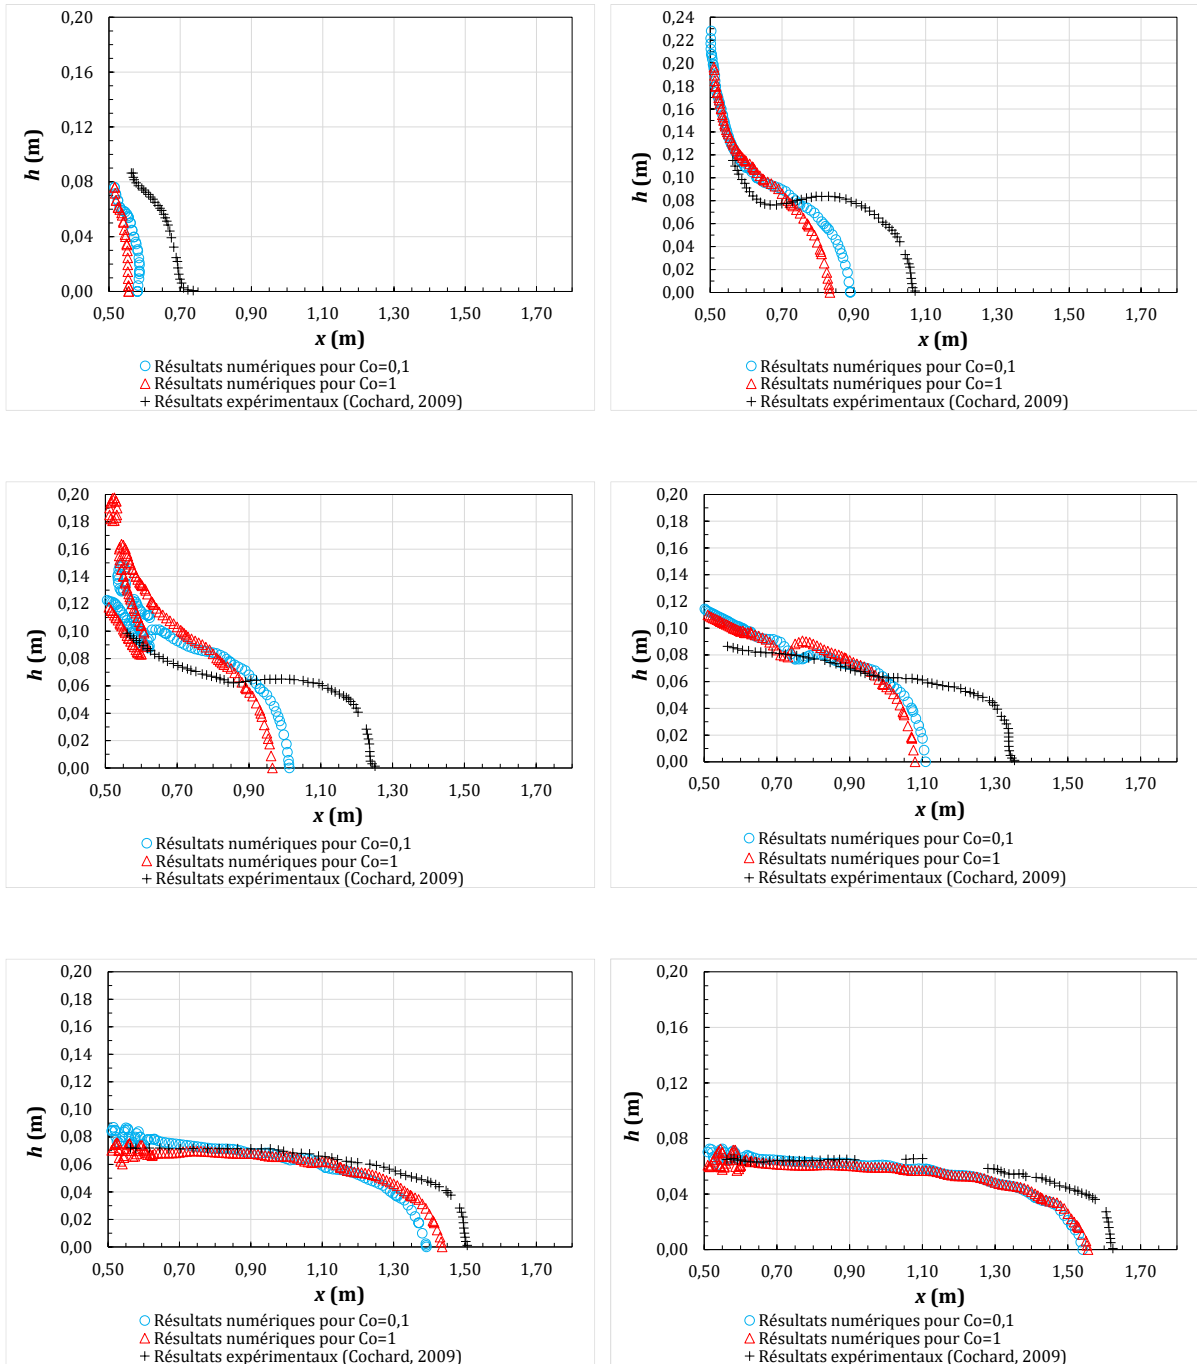 0,20
0,16
0,12
0,08
0,04
0,00
h (m)
0,50 0,70 0,90 1,10 1,30 1,50 1,70
x (m)
Résultats numériques pour Co=0,1
Résultats numériques pour Co=1
Résultats expérimentaux (Cochard, 2009)
0,24
0,22
0,20
0,18
0,16
0,14
0,12
0,10
0,08
0,06
0,04
0,02
0,00
h (m)
0,50 0,70 0,90 1,10 1,30 1,50 1,70
x (m)
Résultats numériques pour Co=0,1
Résultats numériques pour Co=1
Résultats expérimentaux (Cochard, 2009)
0,20
0,18
0,16
0,14
0,12
0,10
0,08
0,06
0,04
0,02
0,00
h (m)
0,50 0,70 0,90 1,10 1,30 1,50 1,70
x (m)
Résultats numériques pour Co=0,1
Résultats numériques pour Co=1
Résultats expérimentaux (Cochard, 2009)
0,20
0,18
0,16
0,14
0,12
0,10
0,08
0,06
0,04
0,02
0,00
h (m)
0,50 0,70 0,90 1,10 1,30 1,50 1,70
x (m)
Résultats numériques pour Co=0,1
Résultats numériques pour Co=1
Résultats expérimentaux (Cochard, 2009)
0,20
0,18
0,16
0,14
0,12
0,10
0,08
0,06
0,04
0,02
0,00
h (m)
0,50 0,70 0,90 1,10 1,30 1,50 1,70
x (m)
Résultats numériques pour Co=0,1
Résultats numériques pour Co=1
Résultats expérimentaux (Cochard, 2009)
0,20
0,16
0,12
0,08
0,04
0,00
h (m)
0,50 0,70 0,90 1,10 1,30 1,50 1,70
x (m)
Résultats numériques pour Co=0,1
Résultats numériques pour Co=1
Résultats expérimentaux (Cochard, 2009)